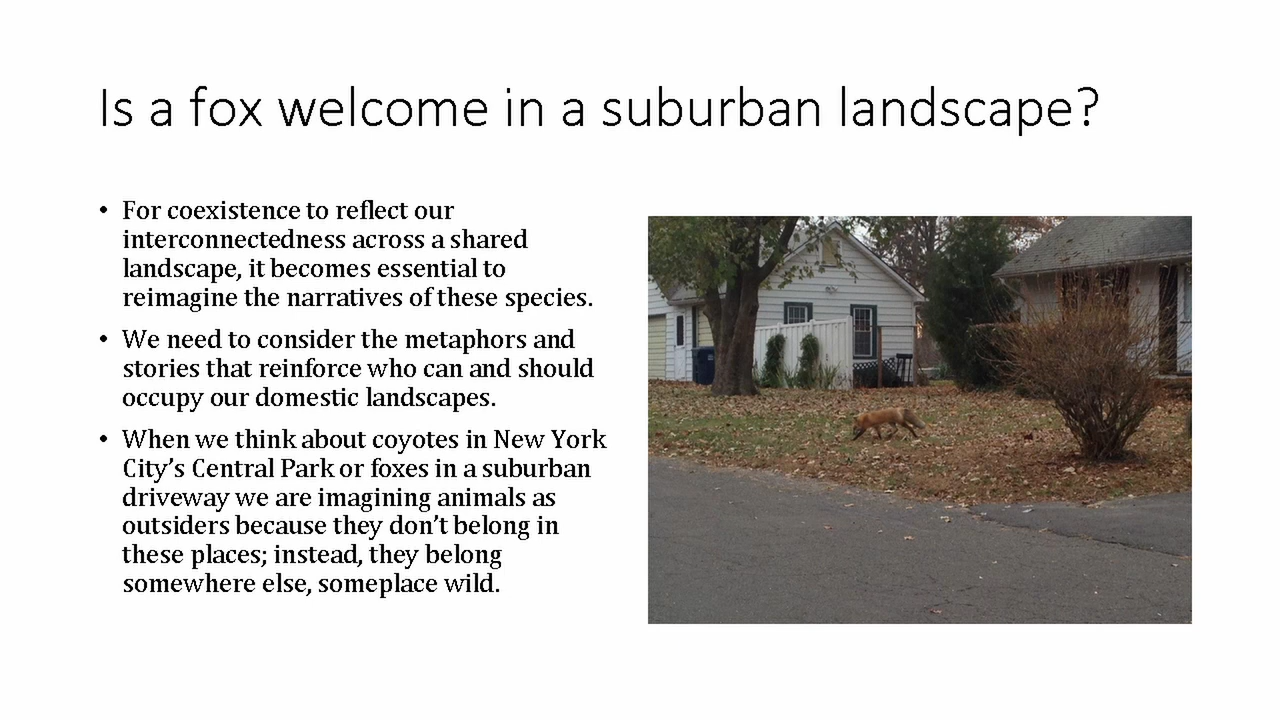 Is a fox welcome in a suburban landscape?
• For coexistence to reflect our
interconnectedness across a shared
landscape, it becomes essential to
reimagine the narratives of these species.
• We need to consider the metaphors and
stories that reinforce who can and should
occupy our domestic landscapes.
• When we think about coyotes in New York
City’s Central Park or foxes in a suburban
driveway we are imagining animals as
outsiders because they don’t belong in
these places; instead, they belong
somewhere else, someplace wild.